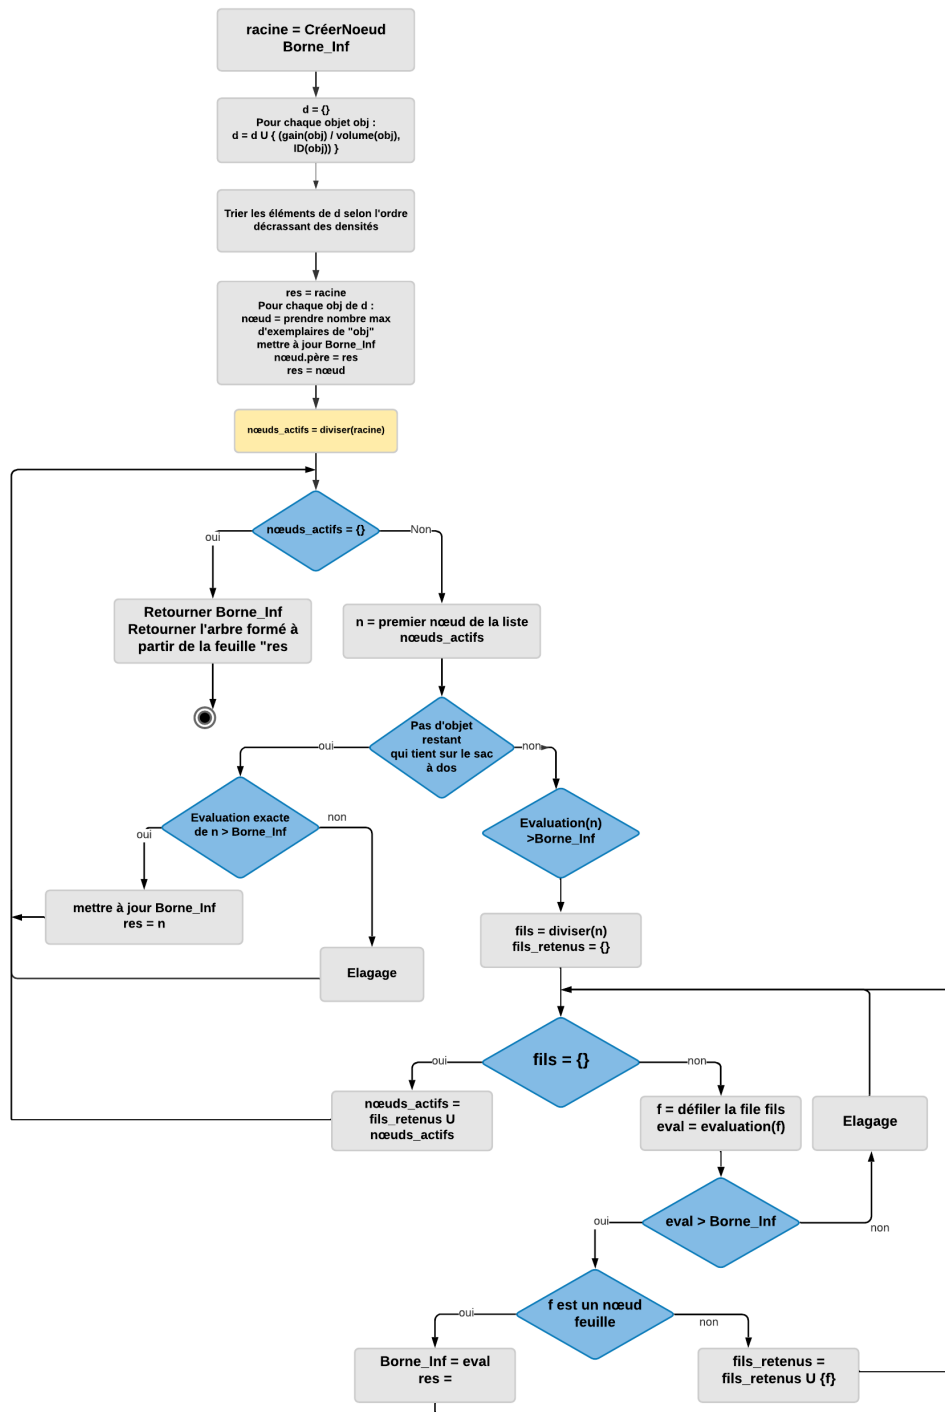 racine = CréerNoeud
Borne_Inf
d = {}
Pour chaque objet obj :
d = d U { (gain(obj) / volume(obj),
ID(obj)) }
Trier les éléments de d selon l'ordre
décrassant des densités
res = racine
Pour chaque obj de d :
nœud = prendre nombre max
d'exemplaires de "obj"
mettre à jour Borne_Inf
nœud.père = res
res = nœud
nœuds_actifs = diviser(racine)
nœuds_actifs = {}
oui
Non
Retourner Borne_Inf
Retourner l'arbre formé à
partir de la feuille "res
n = premier nœud de la liste
nœuds_actifs
Pas d'objet
restant
qui tient sur le sac
à dos
oui
non
Evaluation exacte
de n > Borne_Inf
oui
non
Evaluation(n)
>Borne_Inf
mettre à jour Borne_Inf
res = n
Elagage
fils = diviser(n)
fils_retenus = {}
fils = {}
oui
non
nœuds_actifs =
fils_retenus U
nœuds_actifs
f = défiler la file fils
eval = evaluation(f)
Elagage
eval > Borne_Inf
oui
non
f est un nœud
feuille
oui
non
Borne_Inf = eval
res =
fils_retenus =
fils_retenus U {f}